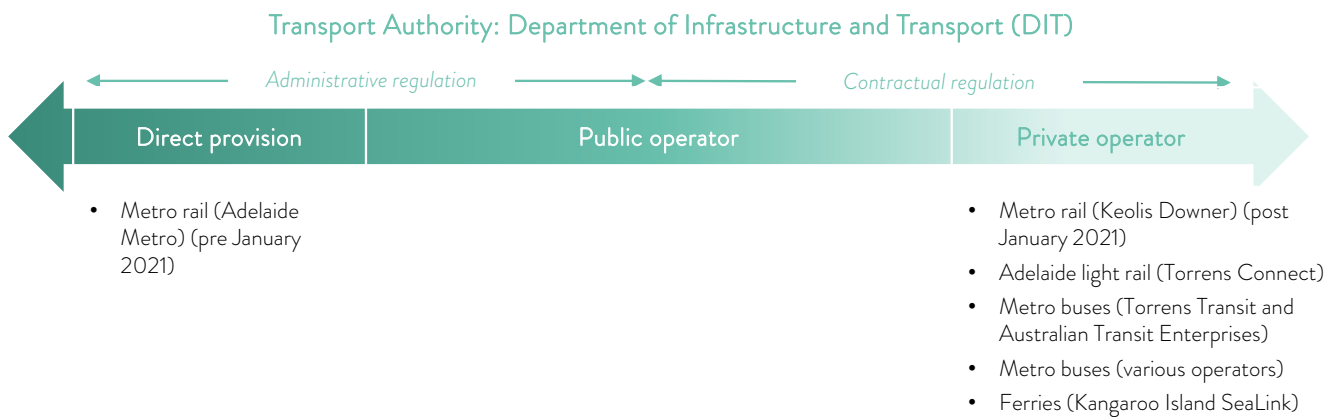 Transport Authority: Department of Infrastructure and Transport (DIT)
Administrative regulation
Contractual regulation
Direct provision
Public operator
Private operator
• Metro rail (Adelaide
Metro) (pre January
2021)
• Metro rail (Keolis Downer) (post
January 2021)
• Adelaide light rail (Torrens Connect)
• Metro buses (Torrens Transit and
Australian Transit Enterprises)
• Metro buses (various operators)
• Ferries (Kangaroo Island SeaLink)